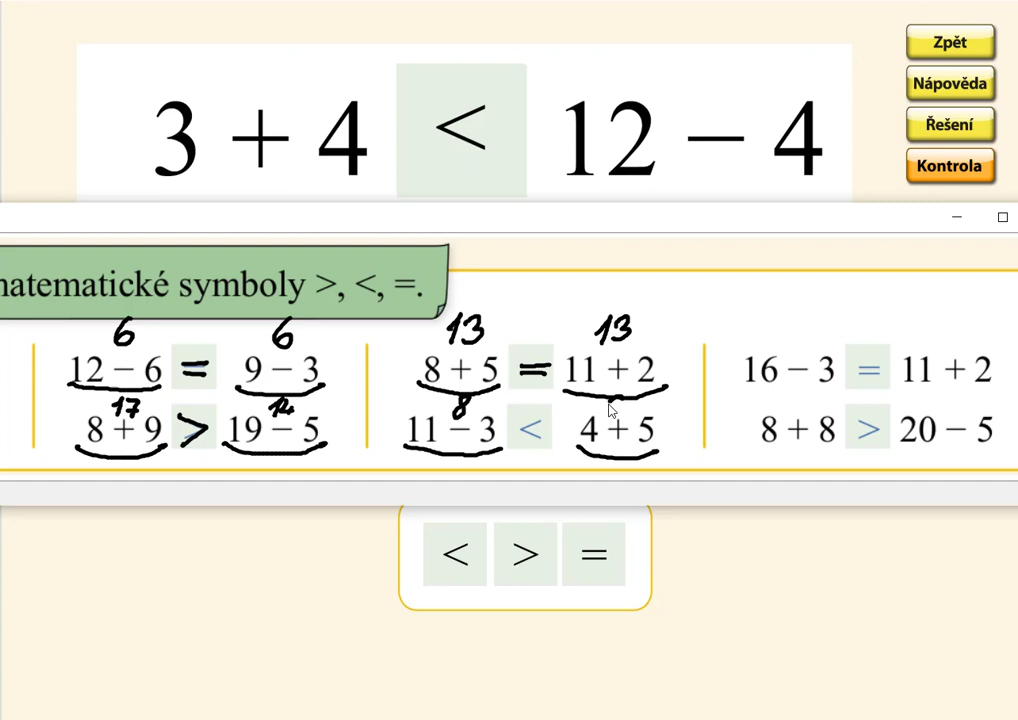 Zpět
Nápověda
Řešení
Kontrola
3 + 4 < 12 − 4
matematické symboly >, <, =.
6 6 13 13
12 − 6 = 9 − 3 8 + 5 = 11 + 2 16 − 3 = 11 + 2
17 14 8
8 + 9 > 19 − 5 11 − 3 < 4 + 5 8 + 8 > 20 − 5
< > =